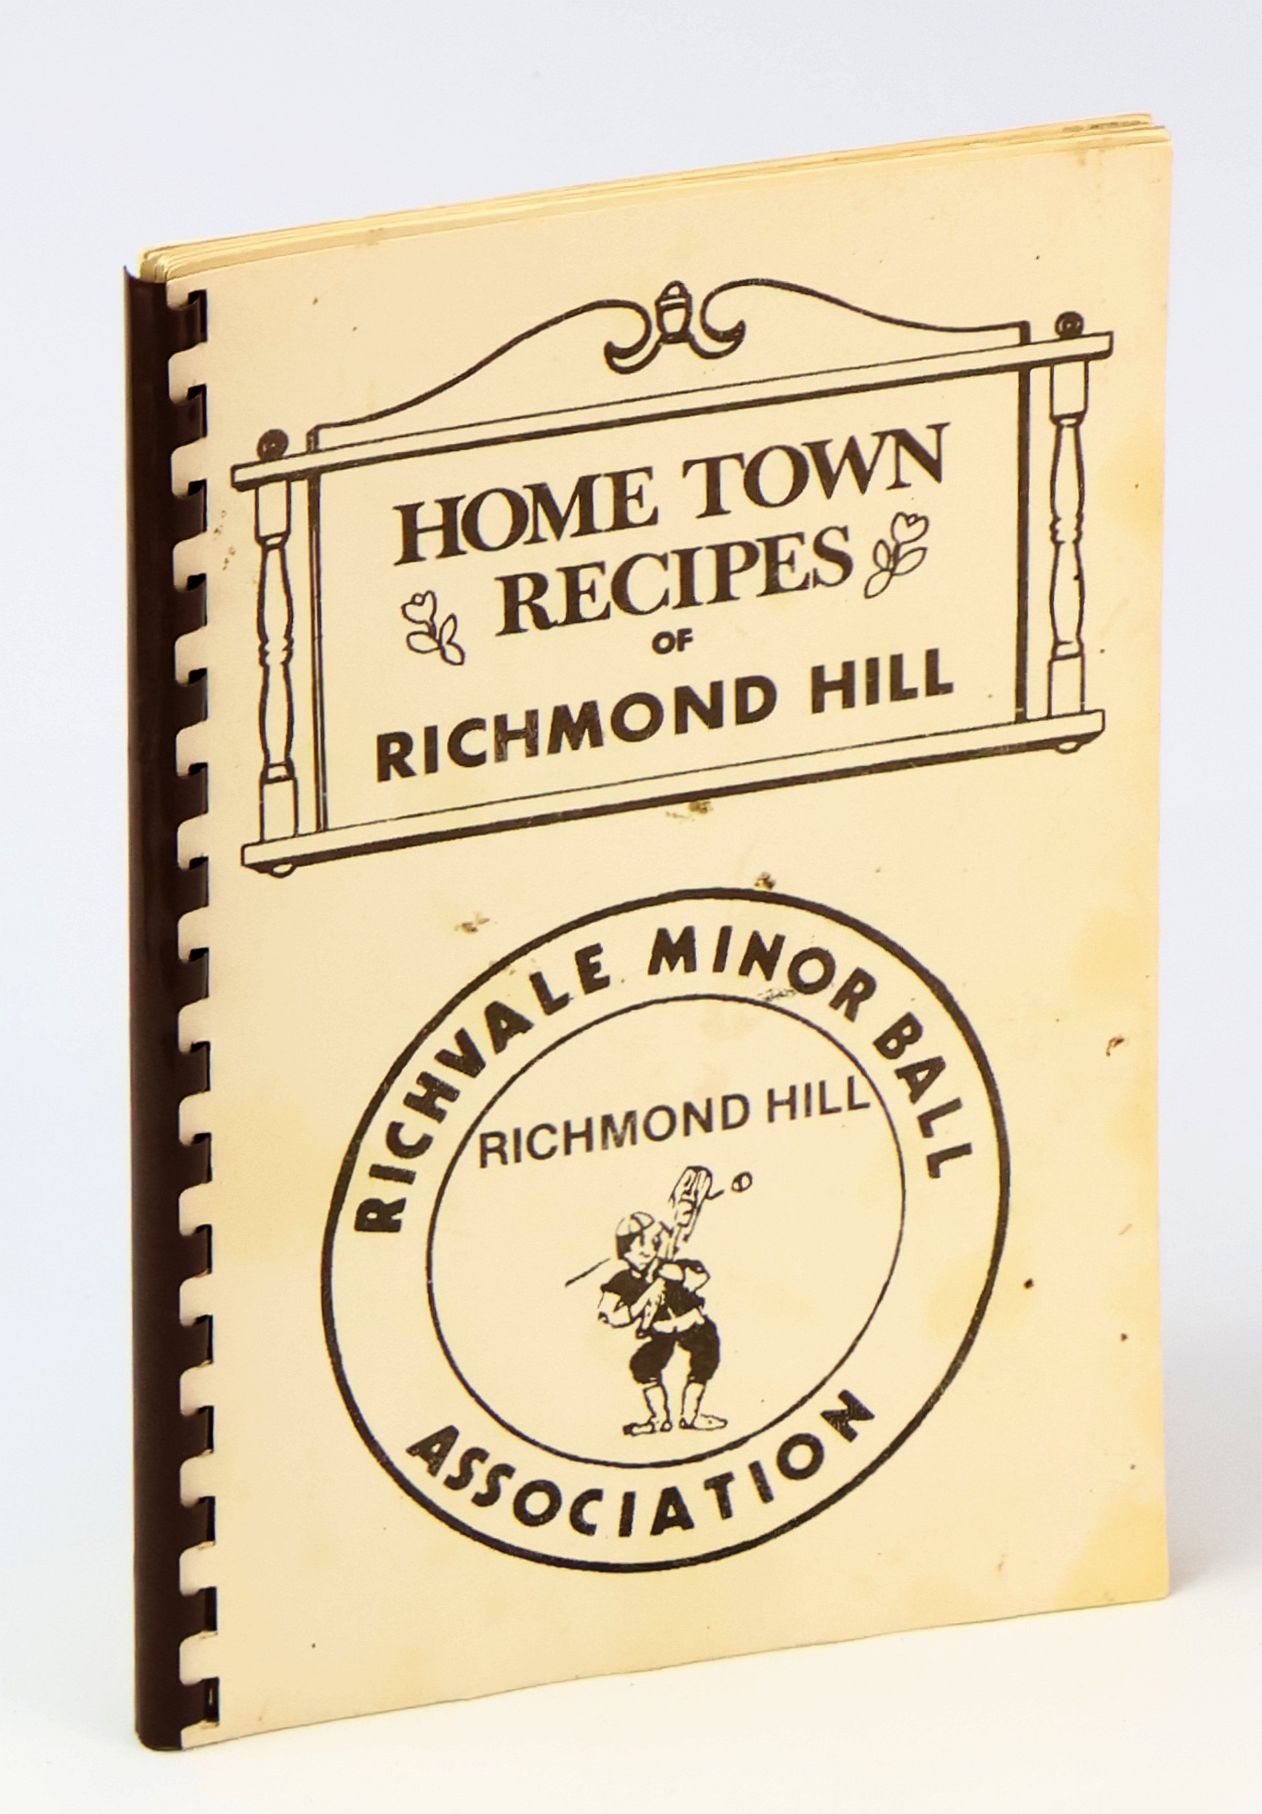 HOME TOWN
RECIPES
OF
RICHMOND HILL
RICHVALE MINOR BALL
RICHMOND HILL
ASSOCIATION